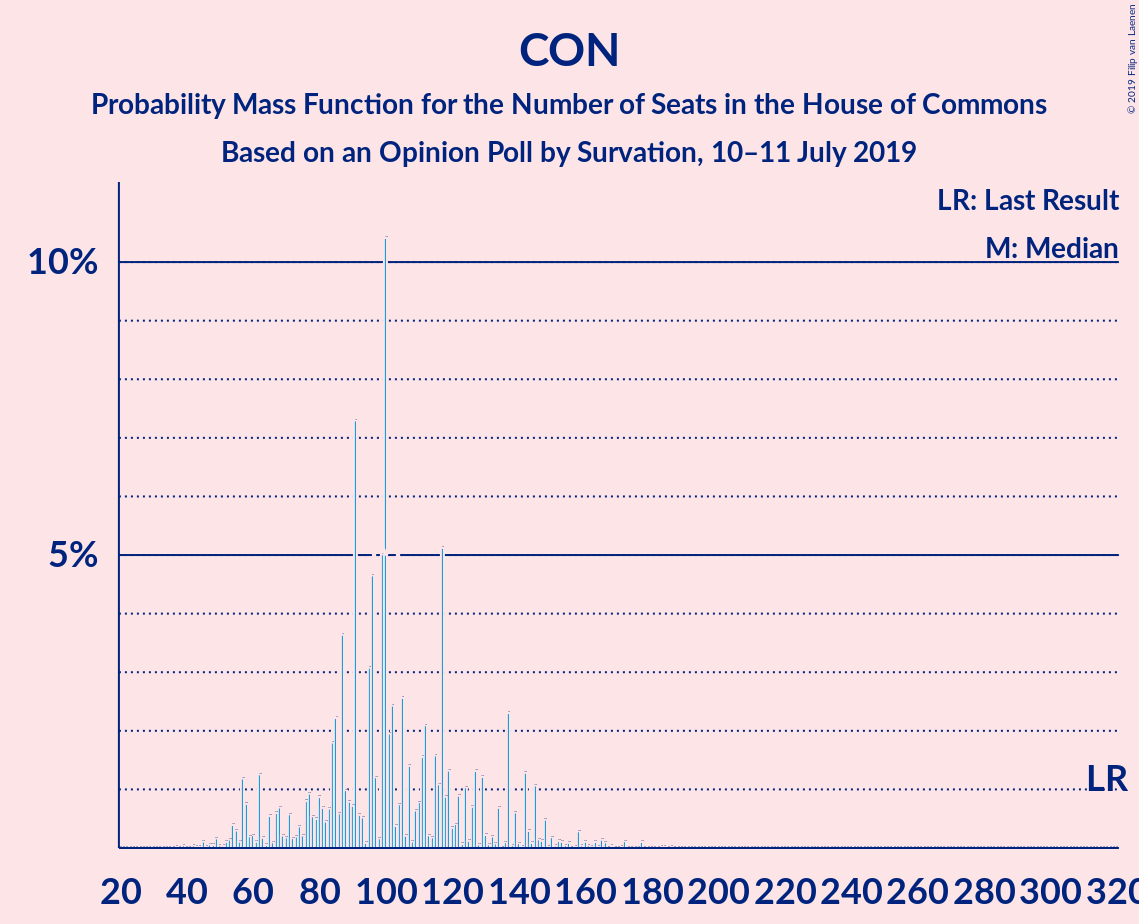 CON
Probability Mass Function for the Number of Seats in the House of Commons
Based on an Opinion Poll by Survation, 10–11 July 2019
© 2019 Filip van Laenen
LR: Last Result
M: Median
10%
5%
LR
20 40 60 80 100 120 140 160 180 200 220 240 260 280 300 320